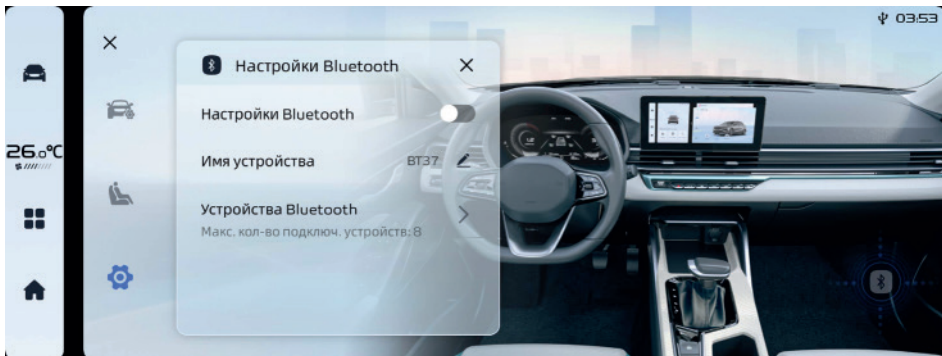 03:53
Настройки Bluetooth
Настройки Bluetooth
26.0°C
Имя устройства
BT37
Устройства Bluetooth
Макс. кол-во подключ. устройств: 8